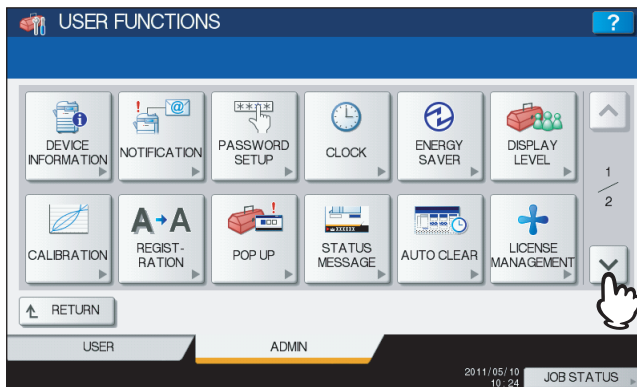 USER FUNCTIONS
?
DEVICE
INFORMATION
!
@
NOTIFICATION
****
PASSWORD
SETUP
CLOCK
ENERGY
SAVER
DISPLAY
LEVEL
1
2
CALIBRATION
A A
REGIST-
RATION
!
POP UP
XXXXXX
STATUS
MESSAGE
AUTO CLEAR
LICENSE
MANAGEMENT
RETURN
USER
ADMIN
2011/05/10
10:24
JOB STATUS